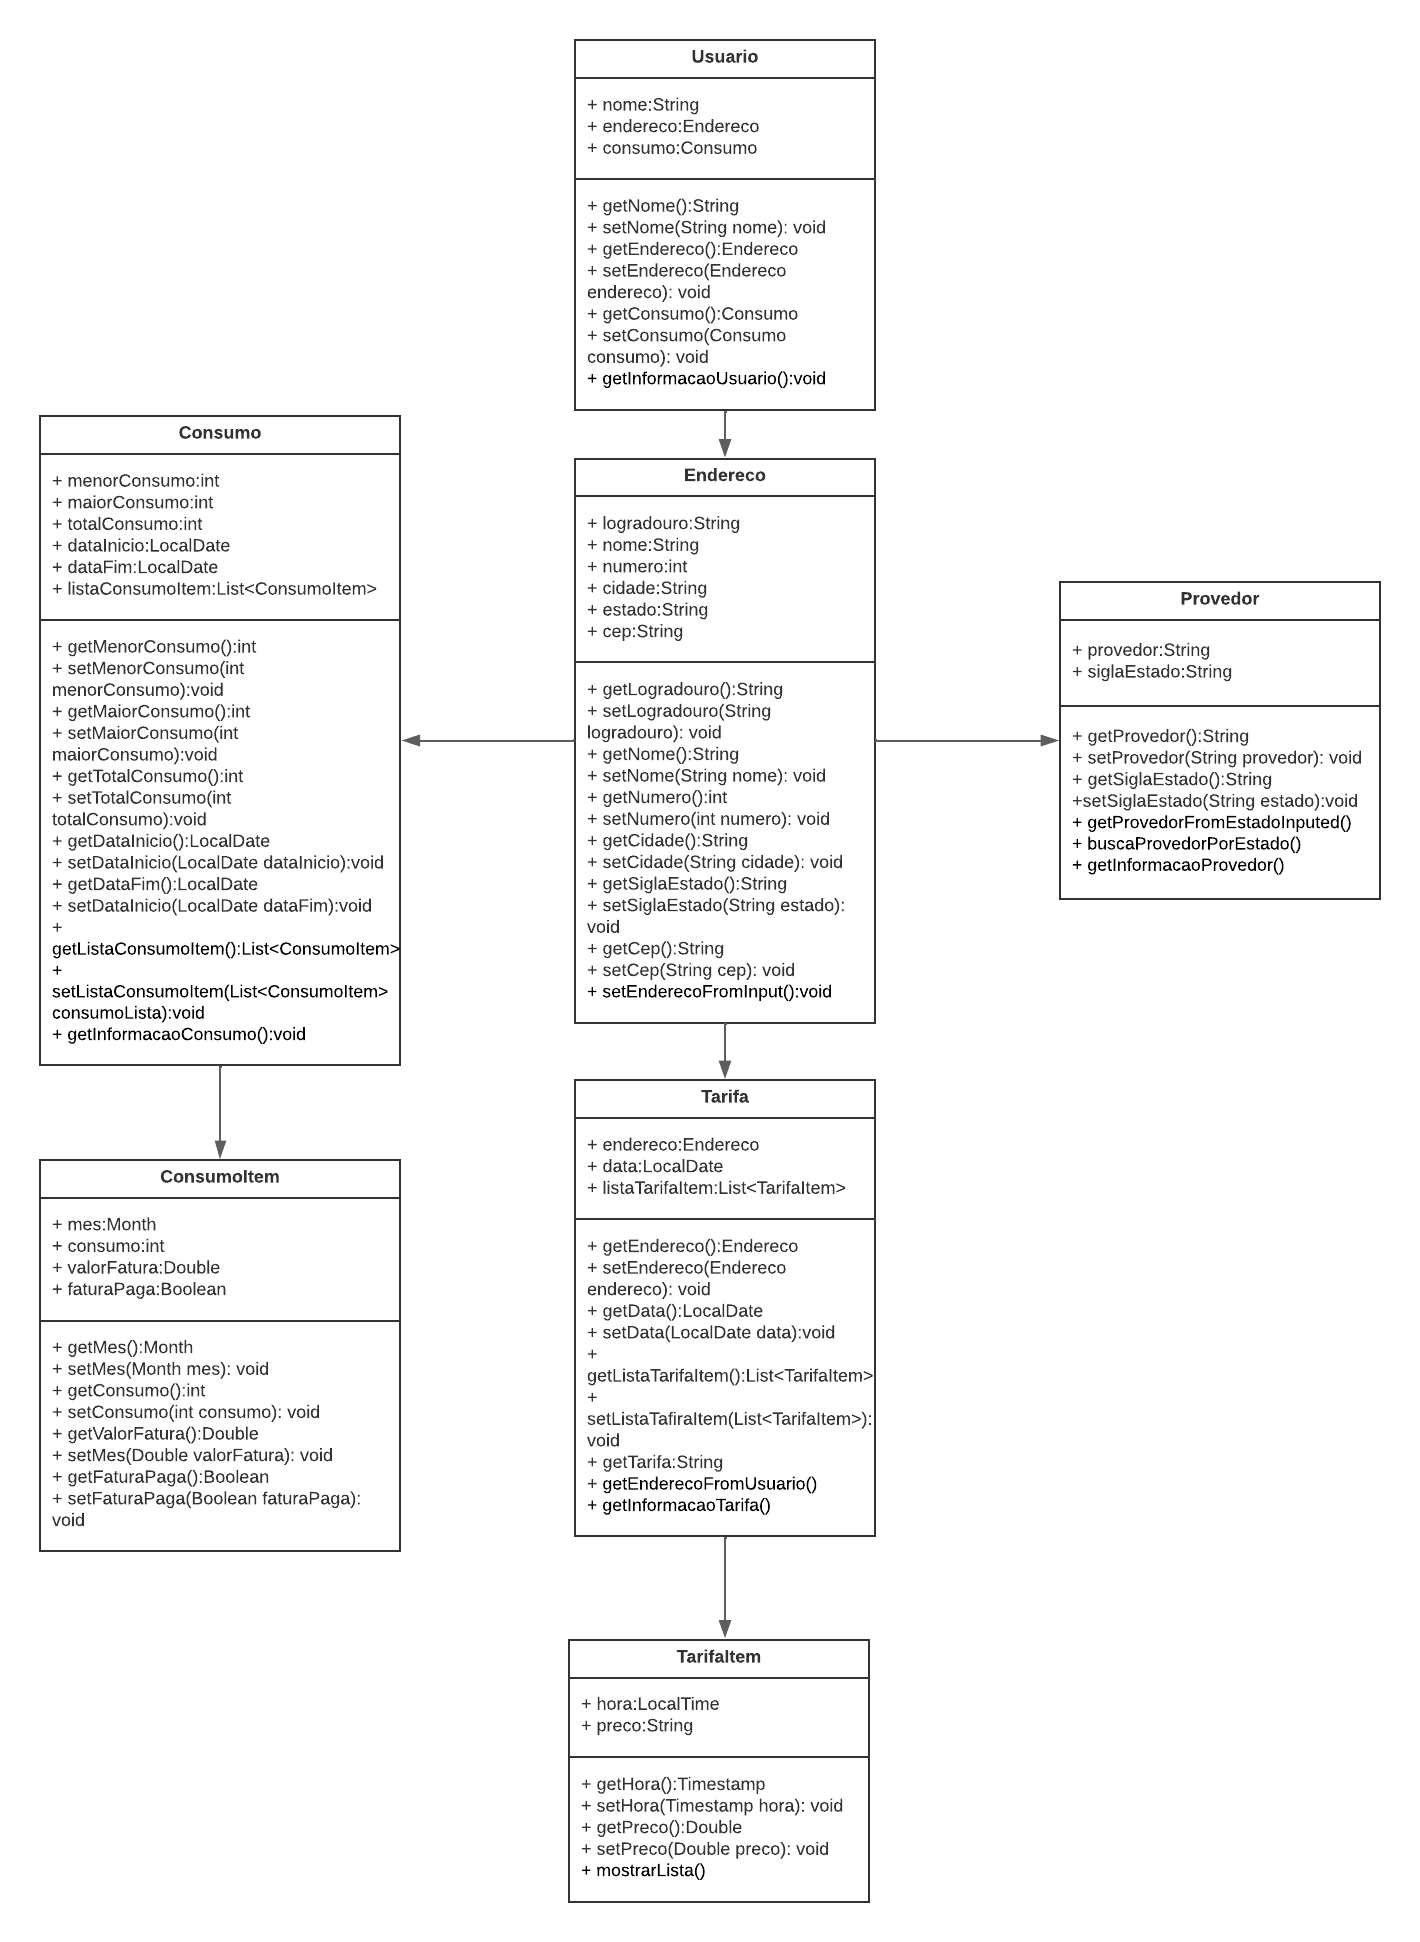 Usuario
+ nome:String
+ endereco:Endereco
+ consumo:Consumo
+ getNome():String
+ setNome(String nome): void
+ getEndereco():Endereco
+ setEndereco(Endereco
endereco): void
+ getConsumo():Consumo
+ setConsumo(Consumo
consumo): void
+ getInformacaoUsuario():void
Consumo
+ menorConsumo:int
+ maiorConsumo:int
+ totalConsumo:int
+ dataInicio:LocalDate
+ dataFim:LocalDate
+ listaConsumoItem:List<ConsumoItem>
+ getMenorConsumo():int
+ setMenorConsumo(int
menorConsumo):void
+ getMaiorConsumo():int
+ setMaiorConsumo(int
maiorConsumo):void
+ getTotalConsumo():int
+ setTotalConsumo(int
totalConsumo):void
+ getDataInicio():LocalDate
+ setDataInicio(LocalDate dataInicio):void
+ getDataFim():LocalDate
+ setDataInicio(LocalDate dataFim):void
+
getListaConsumoItem():List<ConsumoItem>
+
setListaConsumoItem(List<ConsumoItem>
consumoLista):void
+ getInformacaoConsumo():void
Endereco
+ logradouro:String
+ nome:String
+ numero:int
+ cidade:String
+ estado:String
+ cep:String
+ getLogradouro():String
+ setLogradouro(String
logradouro): void
+ getNome():String
+ setNome(String nome): void
+ getNumero():int
+ setNumero(int numero): void
+ getCidade():String
+ setCidade(String cidade): void
+ getSiglaEstado():String
+ setSiglaEstado(String estado):
void
+ getCep():String
+ setCep(String cep): void
+ setEnderecoFromInput():void
Provedor
+ provedor:String
+ siglaEstado:String
+ getProvedor():String
+ setProvedor(String provedor): void
+ getSiglaEstado():String
+setSiglaEstado(String estado):void
+ getProvedorFromEstadoInputed()
+ buscaProvedorPorEstado()
+ getInformacaoProvedor()
ConsumoItem
+ mes:Month
+ consumo:int
+ valorFatura:Double
+ faturaPaga:Boolean
+ getMes():Month
+ setMes(Month mes): void
+ getConsumo():int
+ setConsumo(int consumo): void
+ getValorFatura():Double
+ setMes(Double valorFatura): void
+ getFaturaPaga():Boolean
+ setFaturaPaga(Boolean faturaPaga):
void
Tarifa
+ endereco:Endereco
+ data:LocalDate
+ listaTarifaItem:List<TarifaItem>
+ getEndereco():Endereco
+ setEndereco(Endereco
endereco): void
+ getData():LocalDate
+ setData(LocalDate data):void
+
getListaTarifaItem():List<TarifaItem>
+
setListaTafiraItem(List<TarifaItem>):
void
+ getTarifa:String
+ getEnderecoFromUsuario()
+ getInformacaoTarifa()
TarifaItem
+ hora:LocalTime
+ preco:String
+ getHora():Timestamp
+ setHora(Timestamp hora): void
+ getPreco():Double
+ setPreco(Double preco): void
+ mostrarLista()